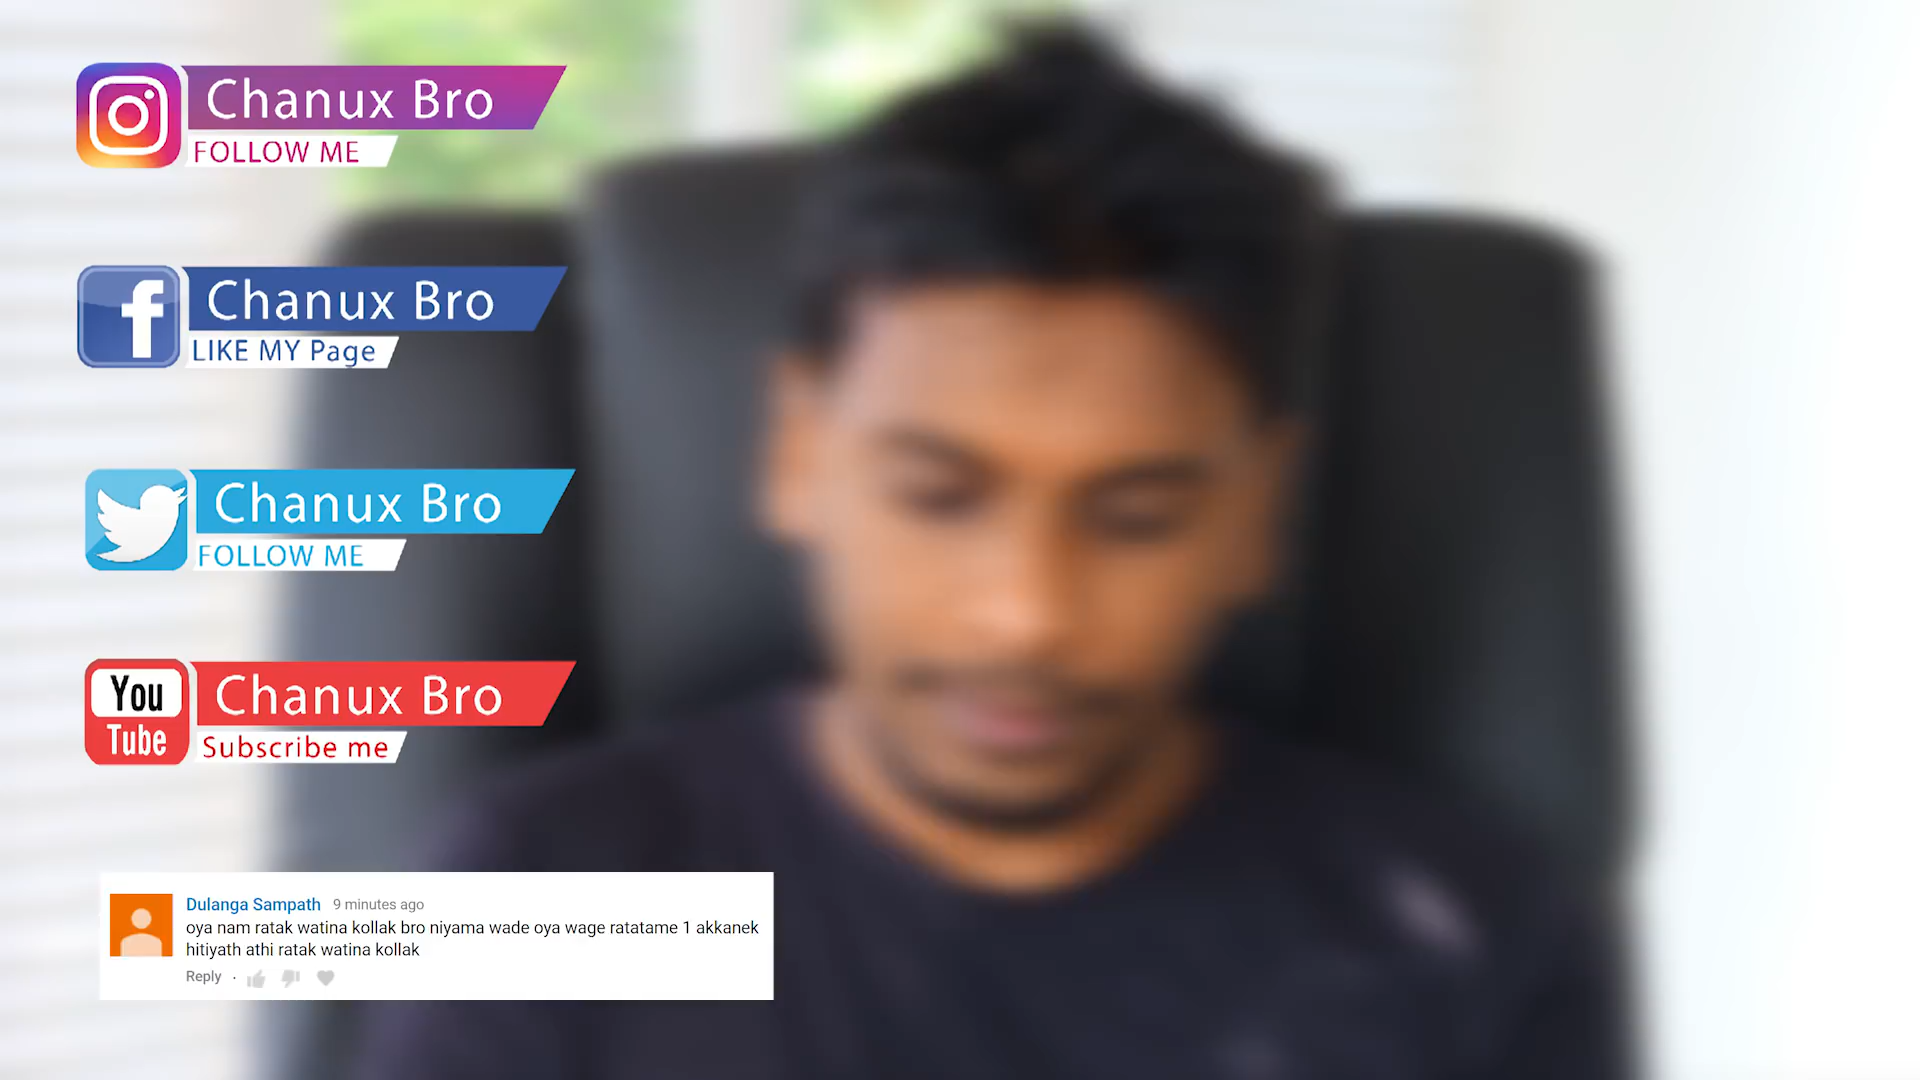 Chanux Bro
FOLLOW ME
Chanux Bro
LIKE MY Page
Chanux Bro
FOLLOW ME
You
Tube
Chanux Bro
Subscribe me
Dulanga Sampath 9 minutes ago
oya nam ratak watina kollak bro niyama wade oya wage ratatame 1 akkanek
hitiyath athi ratak watina kollak
Reply